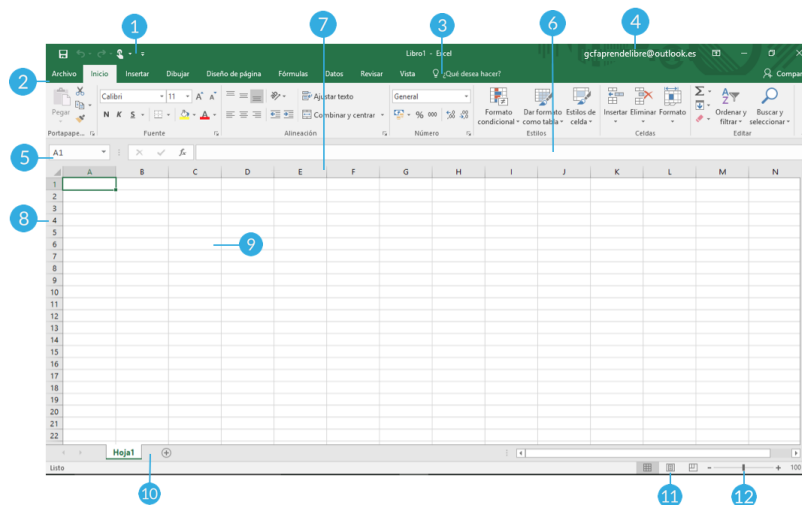 1 7 3 6 4
Libro1 - Excel gcfaprendelibre@outlook.es
2 Archivo Inicio Insertar Dibujar Diseño de página Fórmulas Datos Revisar Vista ¿Qué desea hacer? Compar
Pegar Calibri 11 A A Ajustar texto General Formato condicional Dar formato como tabla Estilos de celda Insertar Eliminar Formato Ordenar y filtrar Buscar y seleccionar
N K S A Combinar y centrar % 000
Portapape... Fuente Alineación Número Estilos Celdas Editar
5 A1 fx
A B C D E F G H I J K L M N
1
2
3
8 4
5
6 9
7
8
9
10
11
12
13
14
15
16
17
18
19
20
21
22
Hoja1
Listo 100
10 11 12